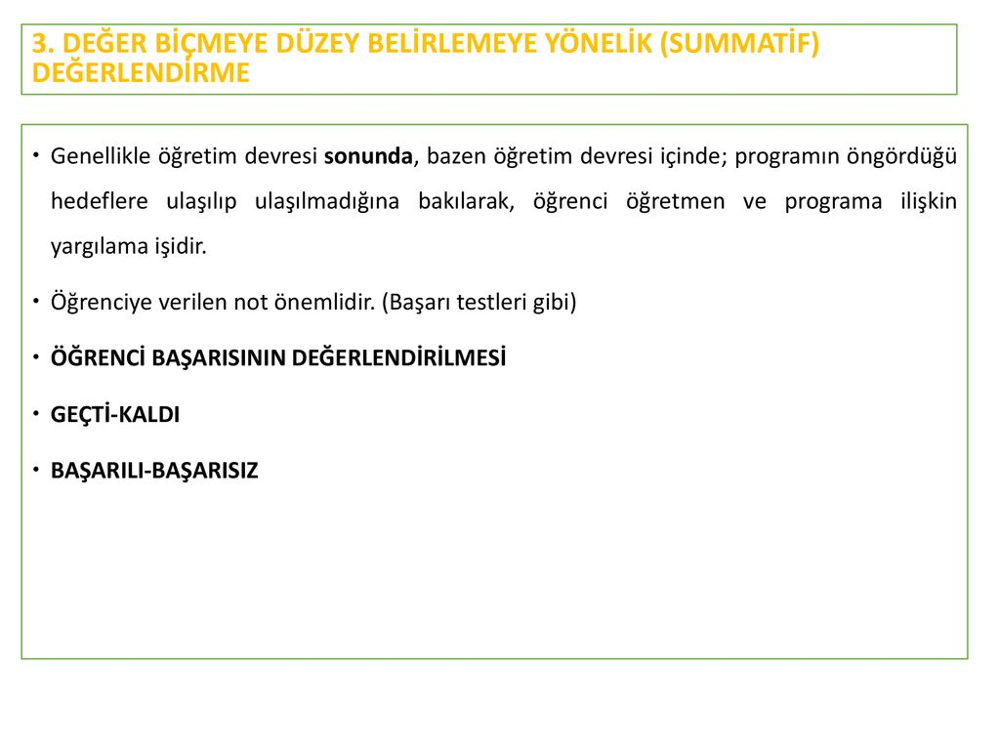 3. DEĞER BİÇMEYE DÜZEY BELİRLEMEYE YÖNELİK (SUMMATİF)
DEĞERLENDİRME
• Genellikle öğretim devresi sonunda, bazen öğretim devresi içinde; programın öngördüğü
hedeflere ulaşılıp ulaşılmadığına bakılarak, öğrenci öğretmen ve programa ilişkin
yargılama işidir.
• Öğrenciye verilen not önemlidir. (Başarı testleri gibi)
• ÖĞRENCİ BAŞARISININ DEĞERLENDİRİLMESİ
• GEÇTİ-KALDI
• BAŞARILI-BAŞARISIZ